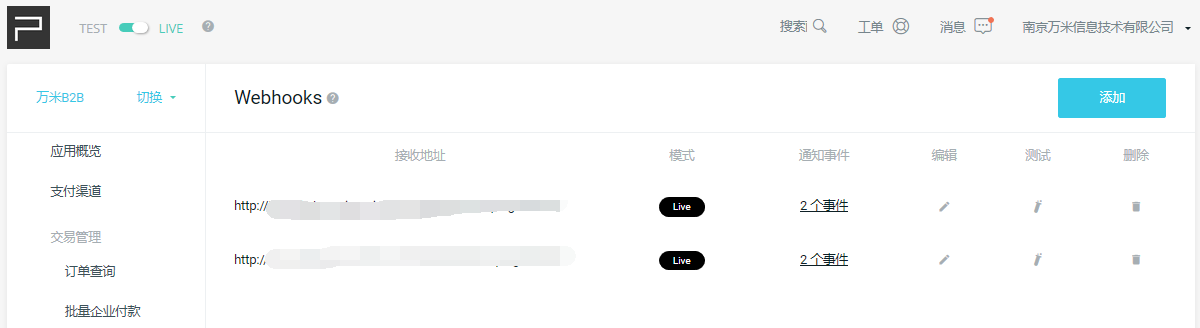 TEST LIVE ? 搜索 工单 消息 南京万米信息技术有限公司
万米B2B 切换 Webhooks ? 添加
应用概览
支付渠道
交易管理
订单查询
批量企业付款
接收地址 模式 通知事件 编辑 测试 删除
http:// Live 2 个事件
http:// Live 2 个事件